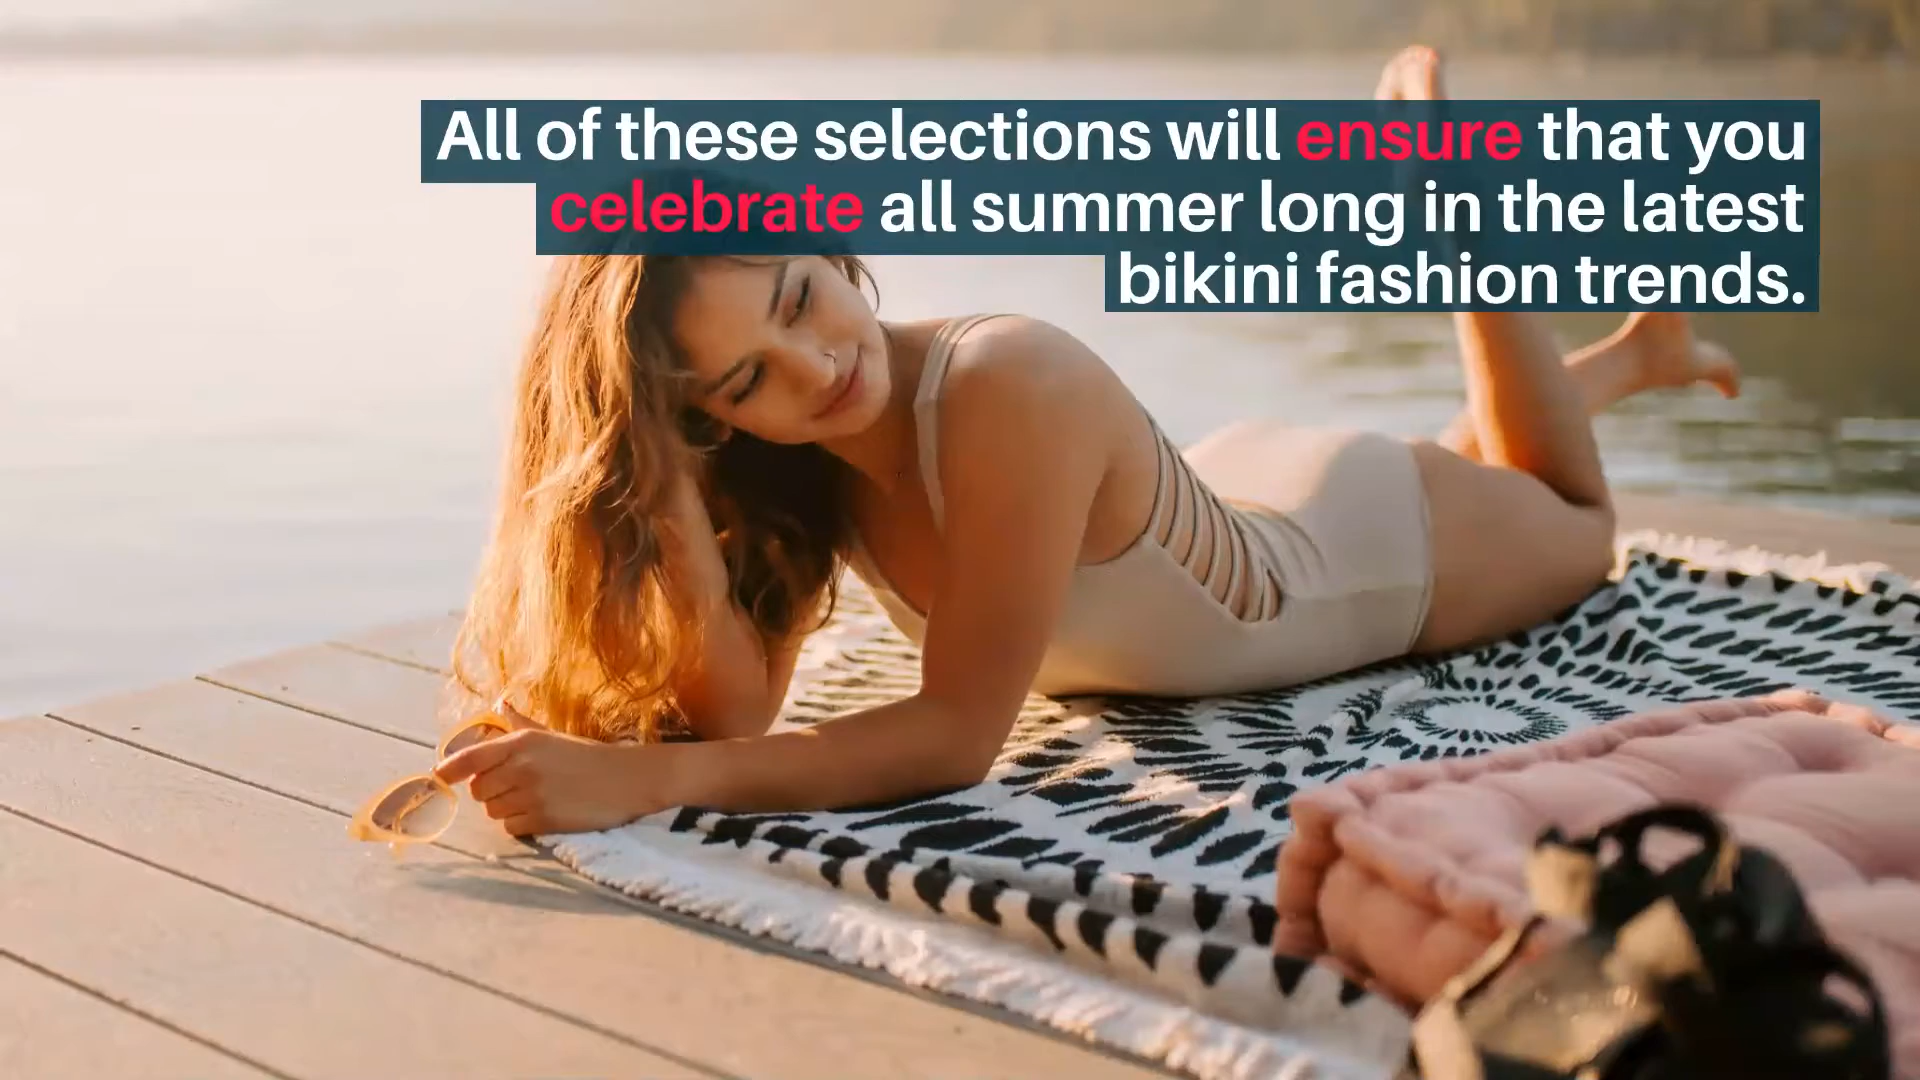 All of these selections will ensure that you
celebrate all summer long in the latest
bikini fashion trends.